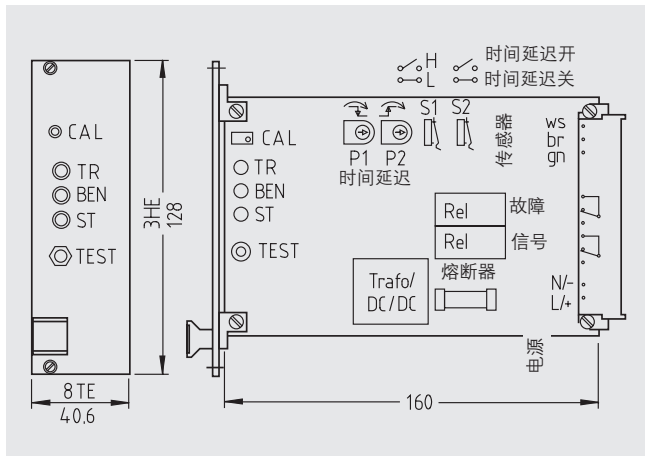 CAL
TR
BEN
ST
TEST
3HE
128
8TE
40,6
H
L
时间延迟开
时间延迟关
S1
S2
P1
P2
时间延迟
传感器
ws
br
gn
CAL
TR
BEN
ST
TEST
Rel
故障
Rel
信号
Trafo/
DC/DC
熔断器
N/-
L/+
电源
160